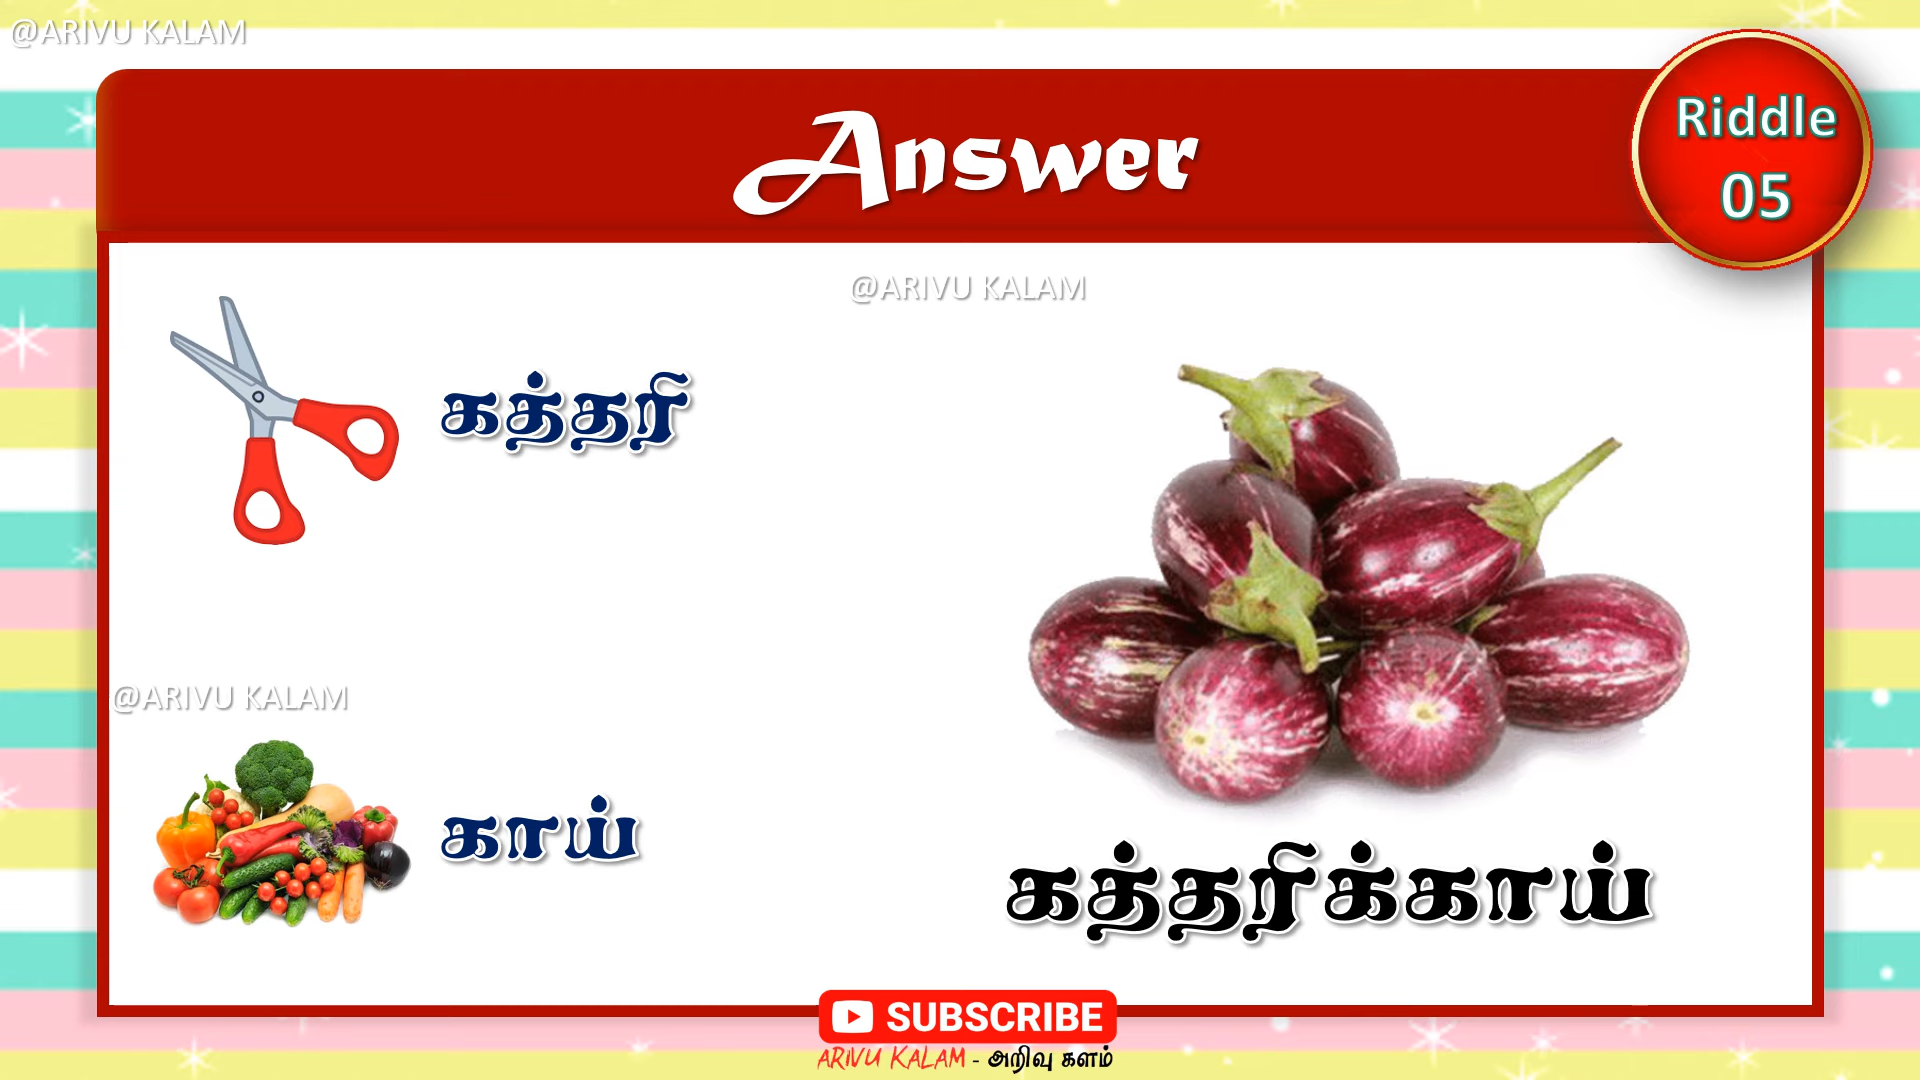 @ARIVU KALAM
Answer
Riddle
05
@ARIVU KALAM
கத்தரி
@ARIVU KALAM
காய்
கத்தரிக்காய்
SUBSCRIBE
ARIVU KALAM - அறிவு களம்